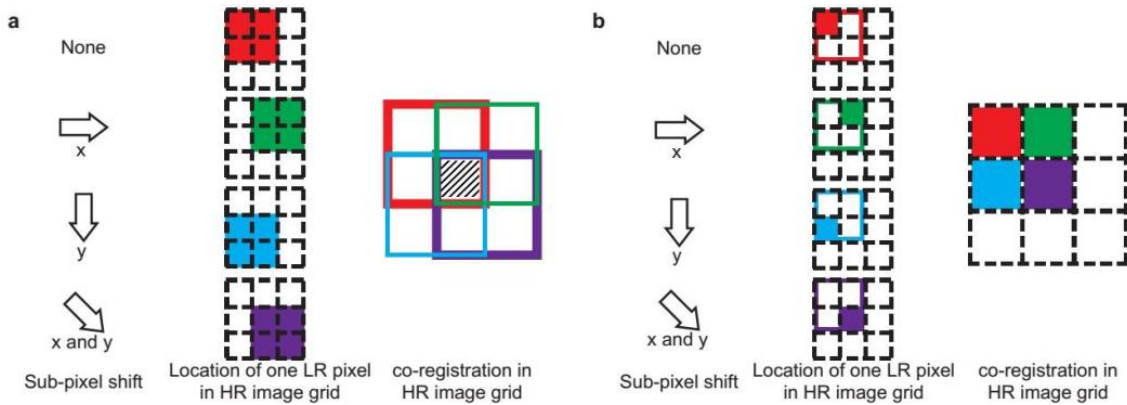 a
None
x
y
x and y
Sub-pixel shift
Location of one LR pixel
in HR image grid
co-registration in
HR image grid
b
None
x
y
x and y
Sub-pixel shift
Location of one LR pixel
in HR image grid
co-registration in
HR image grid